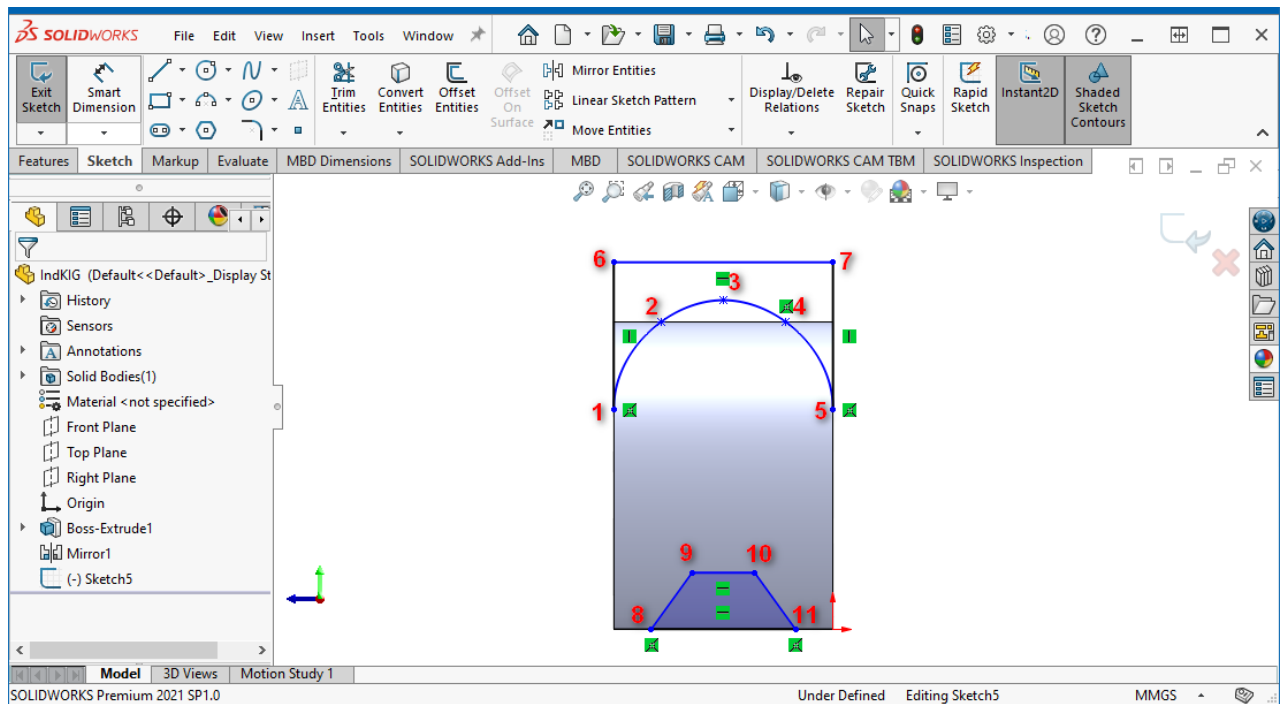 SOLIDWORKS File Edit View Insert Tools Window
Exit Sketch
Smart Dimension
Trim Entities
Convert Entities
Offset Entities
Offset On Surface
Mirror Entities
Linear Sketch Pattern
Move Entities
Display/Delete Relations
Repair Sketch
Quick Snaps
Rapid Sketch
Instant2D
Shaded Sketch Contours
Features Sketch Markup Evaluate MBD Dimensions SOLIDWORKS Add-Ins MBD SOLIDWORKS CAM SOLIDWORKS CAM TBM SOLIDWORKS Inspection
IndKIG (Default<<Default>_Display St
History
Sensors
Annotations
Solid Bodies(1)
Material <not specified>
Front Plane
Top Plane
Right Plane
Origin
Boss-Extrude1
Mirror1
(-) Sketch5
6 7
3
2 4
1 5
9 10
8 11
Model 3D Views Motion Study 1
SOLIDWORKS Premium 2021 SP1.0 Under Defined Editing Sketch5 MMGS